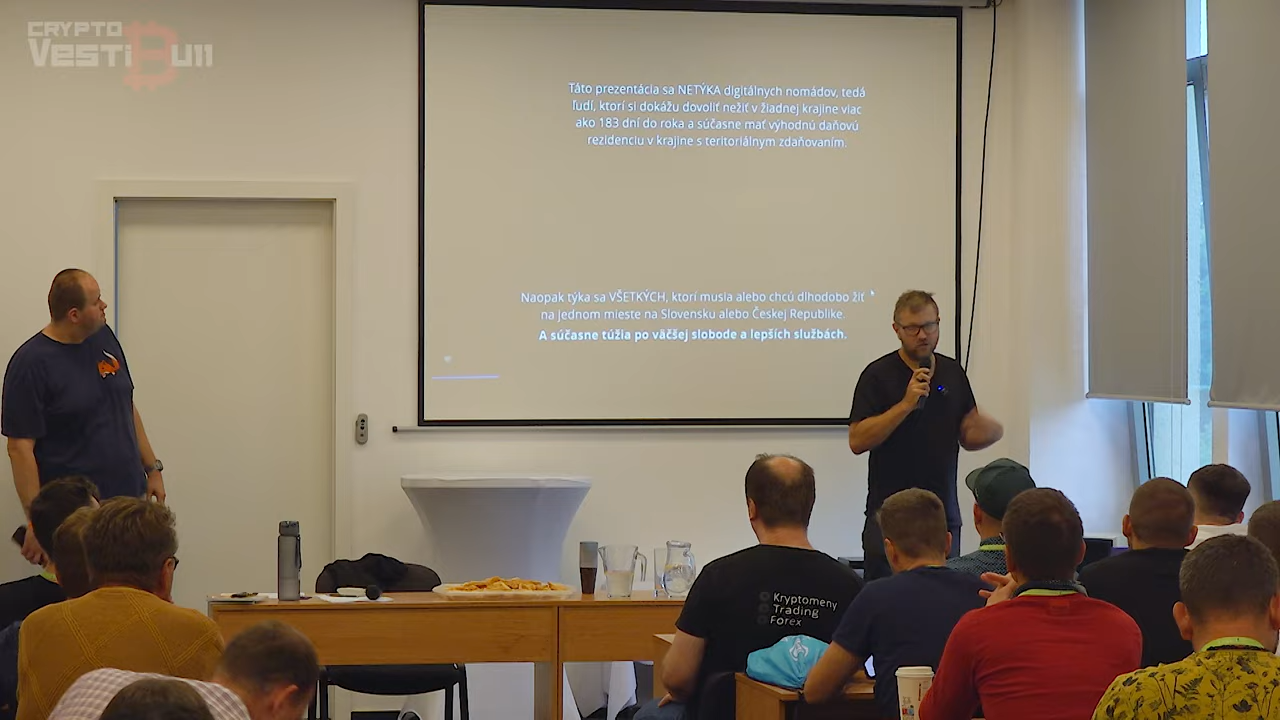 CRYPTO
VestiBull
Táto prezentácia sa NETÝKA digitálnych nomádov, tedá
ľudí, ktorí si dokážu dovoliť nežiť v žiadnej krajine viac
ako 183 dní do roka a súčasne mať výhodnú daňovú
rezidenciu v krajine s teritoriálnym zdaňovaním.
Naopak týka sa VŠETKÝCH, ktorí musia alebo chcú dlhodobo žiť
na jednom mieste na Slovensku alebo Českej Republike.
A súčasne túžia po väčšej slobode a lepších službách.
Kryptomeny
Trading
Forex